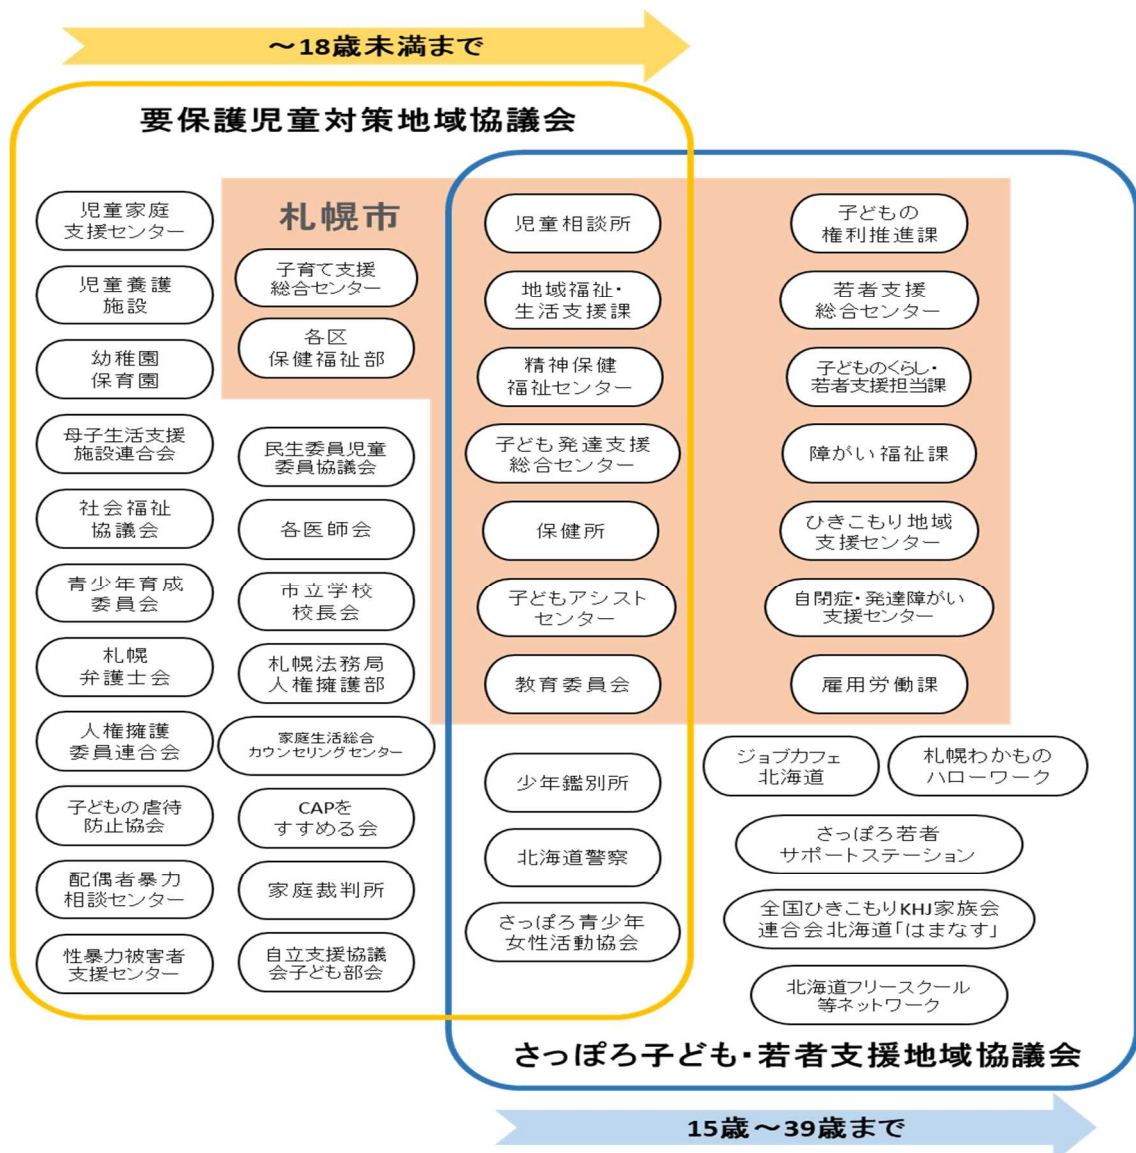 ～18歳未満まで
要保護児童対策地域協議会
児童家庭
支援センター
児童養護
施設
幼稚園
保育園
母子生活支援
施設連合会
社会福祉
協議会
青少年育成
委員会
札幌
弁護士会
人権擁護
委員連合会
子どもの虐待
防止協会
配偶者暴力
相談センター
性暴力被害者
支援センター
札幌市
子育て支援
総合センター
各区
保健福祉部
民生委員児童
委員協議会
各医師会
市立学校
校長会
札幌法務局
人権擁護部
家庭生活総合
カウンセリングセンター
CAPを
すすめる会
家庭裁判所
自立支援協議
会子ども部会
児童相談所
地域福祉・
生活支援課
精神保健
福祉センター
子ども発達支援
総合センター
保健所
子どもアシスト
センター
教育委員会
少年鑑別所
北海道警察
さっぽろ青少年
女性活動協会
子どもの
権利推進課
若者支援
総合センター
子どものくらし・
若者支援担当課
障がい福祉課
ひきこもり地域
支援センター
自閉症・発達障がい
支援センター
雇用労働課
ジョブカフェ
北海道
札幌わかもの
ハローワーク
さっぽろ若者
サポートステーション
全国ひきこもりKHJ家族会
連合会北海道「はまなす」
北海道フリースクール
等ネットワーク
さっぽろ子ども・若者支援地域協議会
15歳～39歳まで